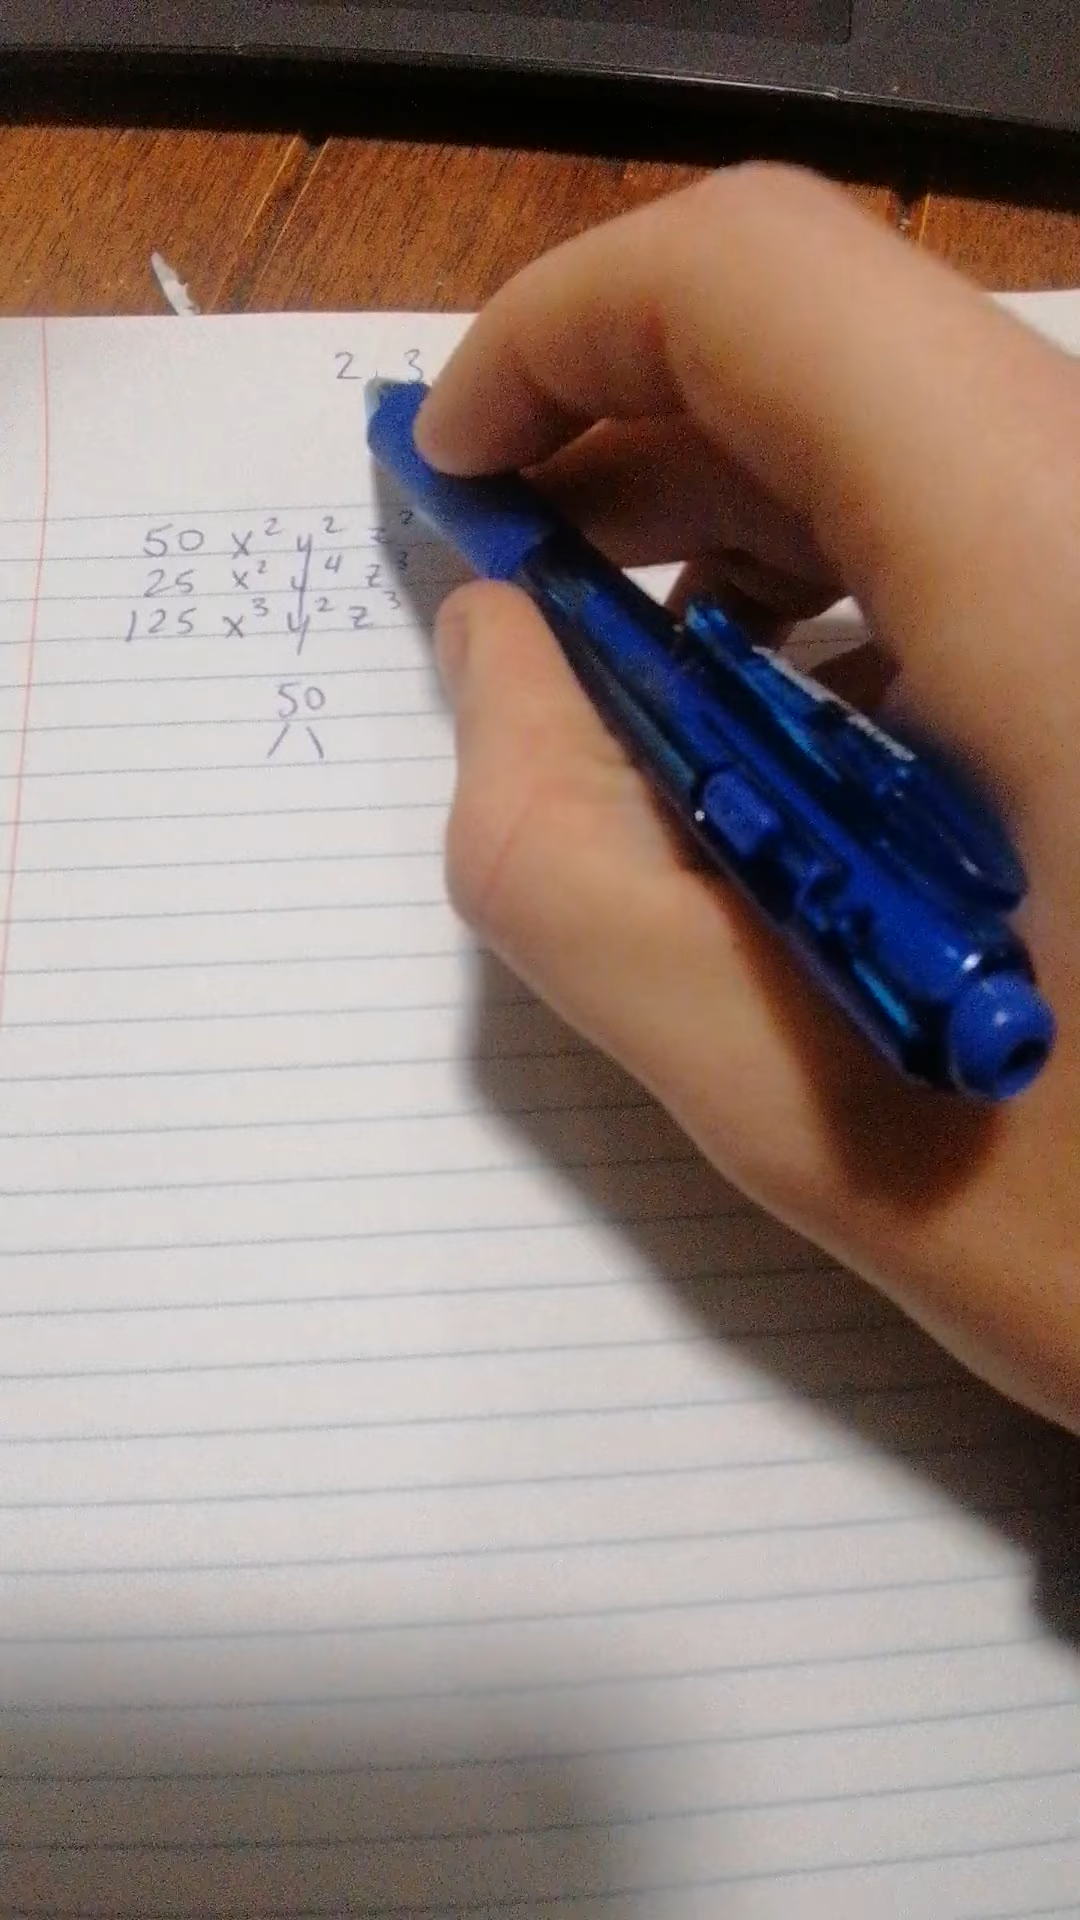 2, 3
50 x² y² z²
25 x² y⁴ z³
125 x³ y² z³
50